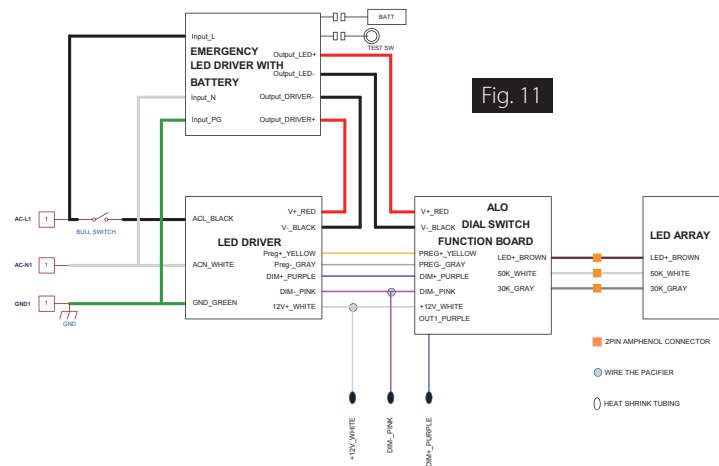 BATT
TEST SW
Input_L
EMERGENCY
LED DRIVER WITH
BATTERY
Output_LED+
Output_LED-
Input_N
Output_DRIVER-
Input_PG
Output_DRIVER+
Fig. 11
AC-L1
1
BULL SWITCH
AC-N1
1
GND1
1
GND
ACL_BLACK
V+_RED
V-_BLACK
LED DRIVER
Preg+_YELLOW
ACN_WHITE
Preg-_GRAY
DIM+_PURPLE
DIM-_PINK
GND_GREEN
12V+_WHITE
V+_RED
ALO
V-_BLACK
DIAL SWITCH
FUNCTION BOARD
PREG+_YELLOW
LED+_BROWN
PREG-_GRAY
50K_WHITE
DIM+_PURPLE
30K_GRAY
DIM-_PINK
+12V_WHITE
OUT1_PURPLE
LED ARRAY
LED+_BROWN
50K_WHITE
30K_GRAY
2PIN AMPHENOL CONNECTOR
WIRE THE PACIFIER
HEAT SHRINK TUBING
+12V_WHITE
DIM-_PINK
DIM+_PURPLE